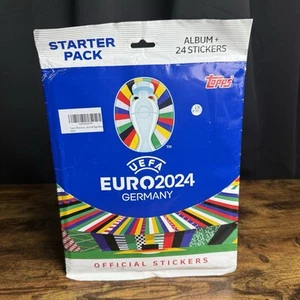 STARTER
PACK
ALBUM +
24 STICKERS
Topps
UEFA
EURO2024
GERMANY
OFFICIAL STICKERS